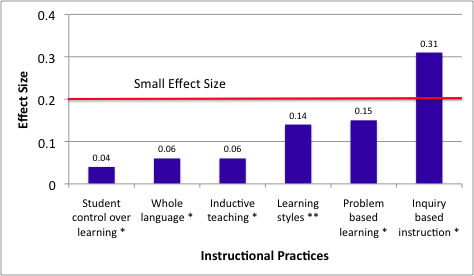 0.4
0.3
0.2
0.1
0
Effect Size
Small Effect Size
0.04
0.06
0.06
0.14
0.15
0.31
Student
control over
learning *
Whole
language *
Inductive
teaching *
Learning
styles **
Problem
based
learning *
Inquiry
based
instruction *
Instructional Practices